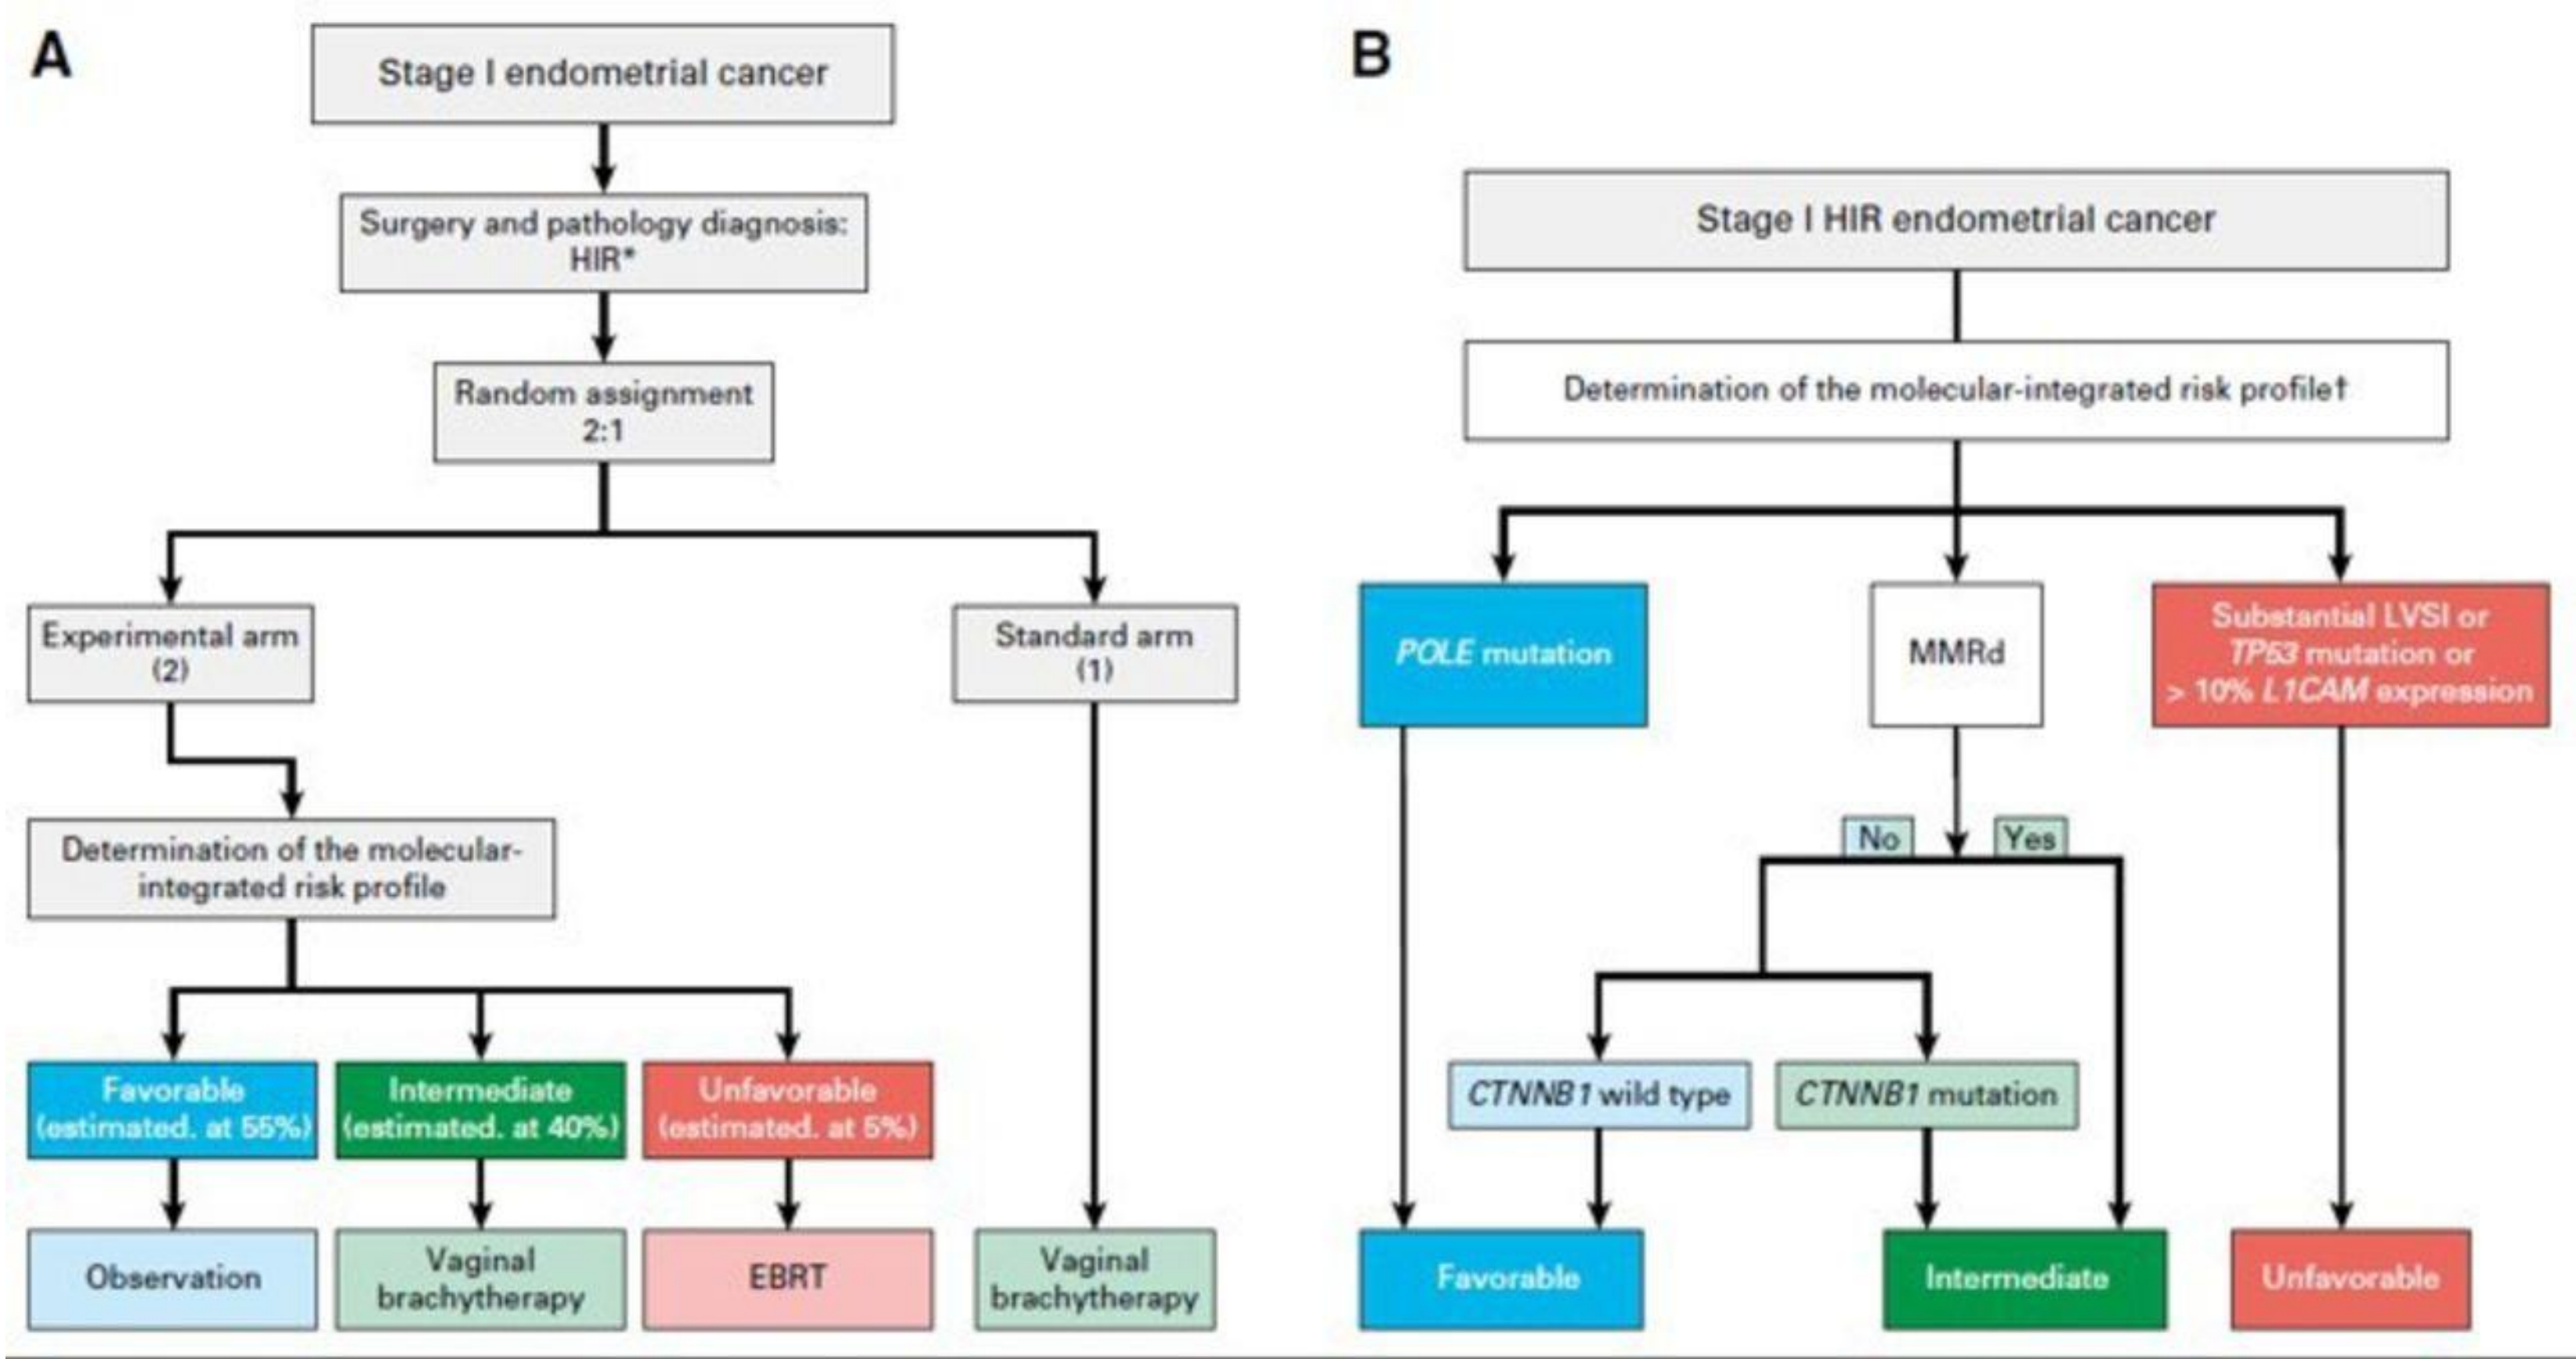 A
Stage I endometrial cancer
Surgery and pathology diagnosis:
HIR*
Random assignment
2:1
Experimental arm
(2)
Standard arm
(1)
Determination of the molecular-
integrated risk profile
Favorable
(estimated. at 55%)
Intermediate
(estimated. at 40%)
Unfavorable
(estimated. at 5%)
Observation
Vaginal
brachytherapy
EBRT
Vaginal
brachytherapy
B
Stage I HIR endometrial cancer
Determination of the molecular-integrated risk profile†
POLE mutation
MMRd
Substantial LVSI or
TP53 mutation or
> 10% L1CAM expression
No
Yes
CTNNB1 wild type
CTNNB1 mutation
Favorable
Intermediate
Unfavorable